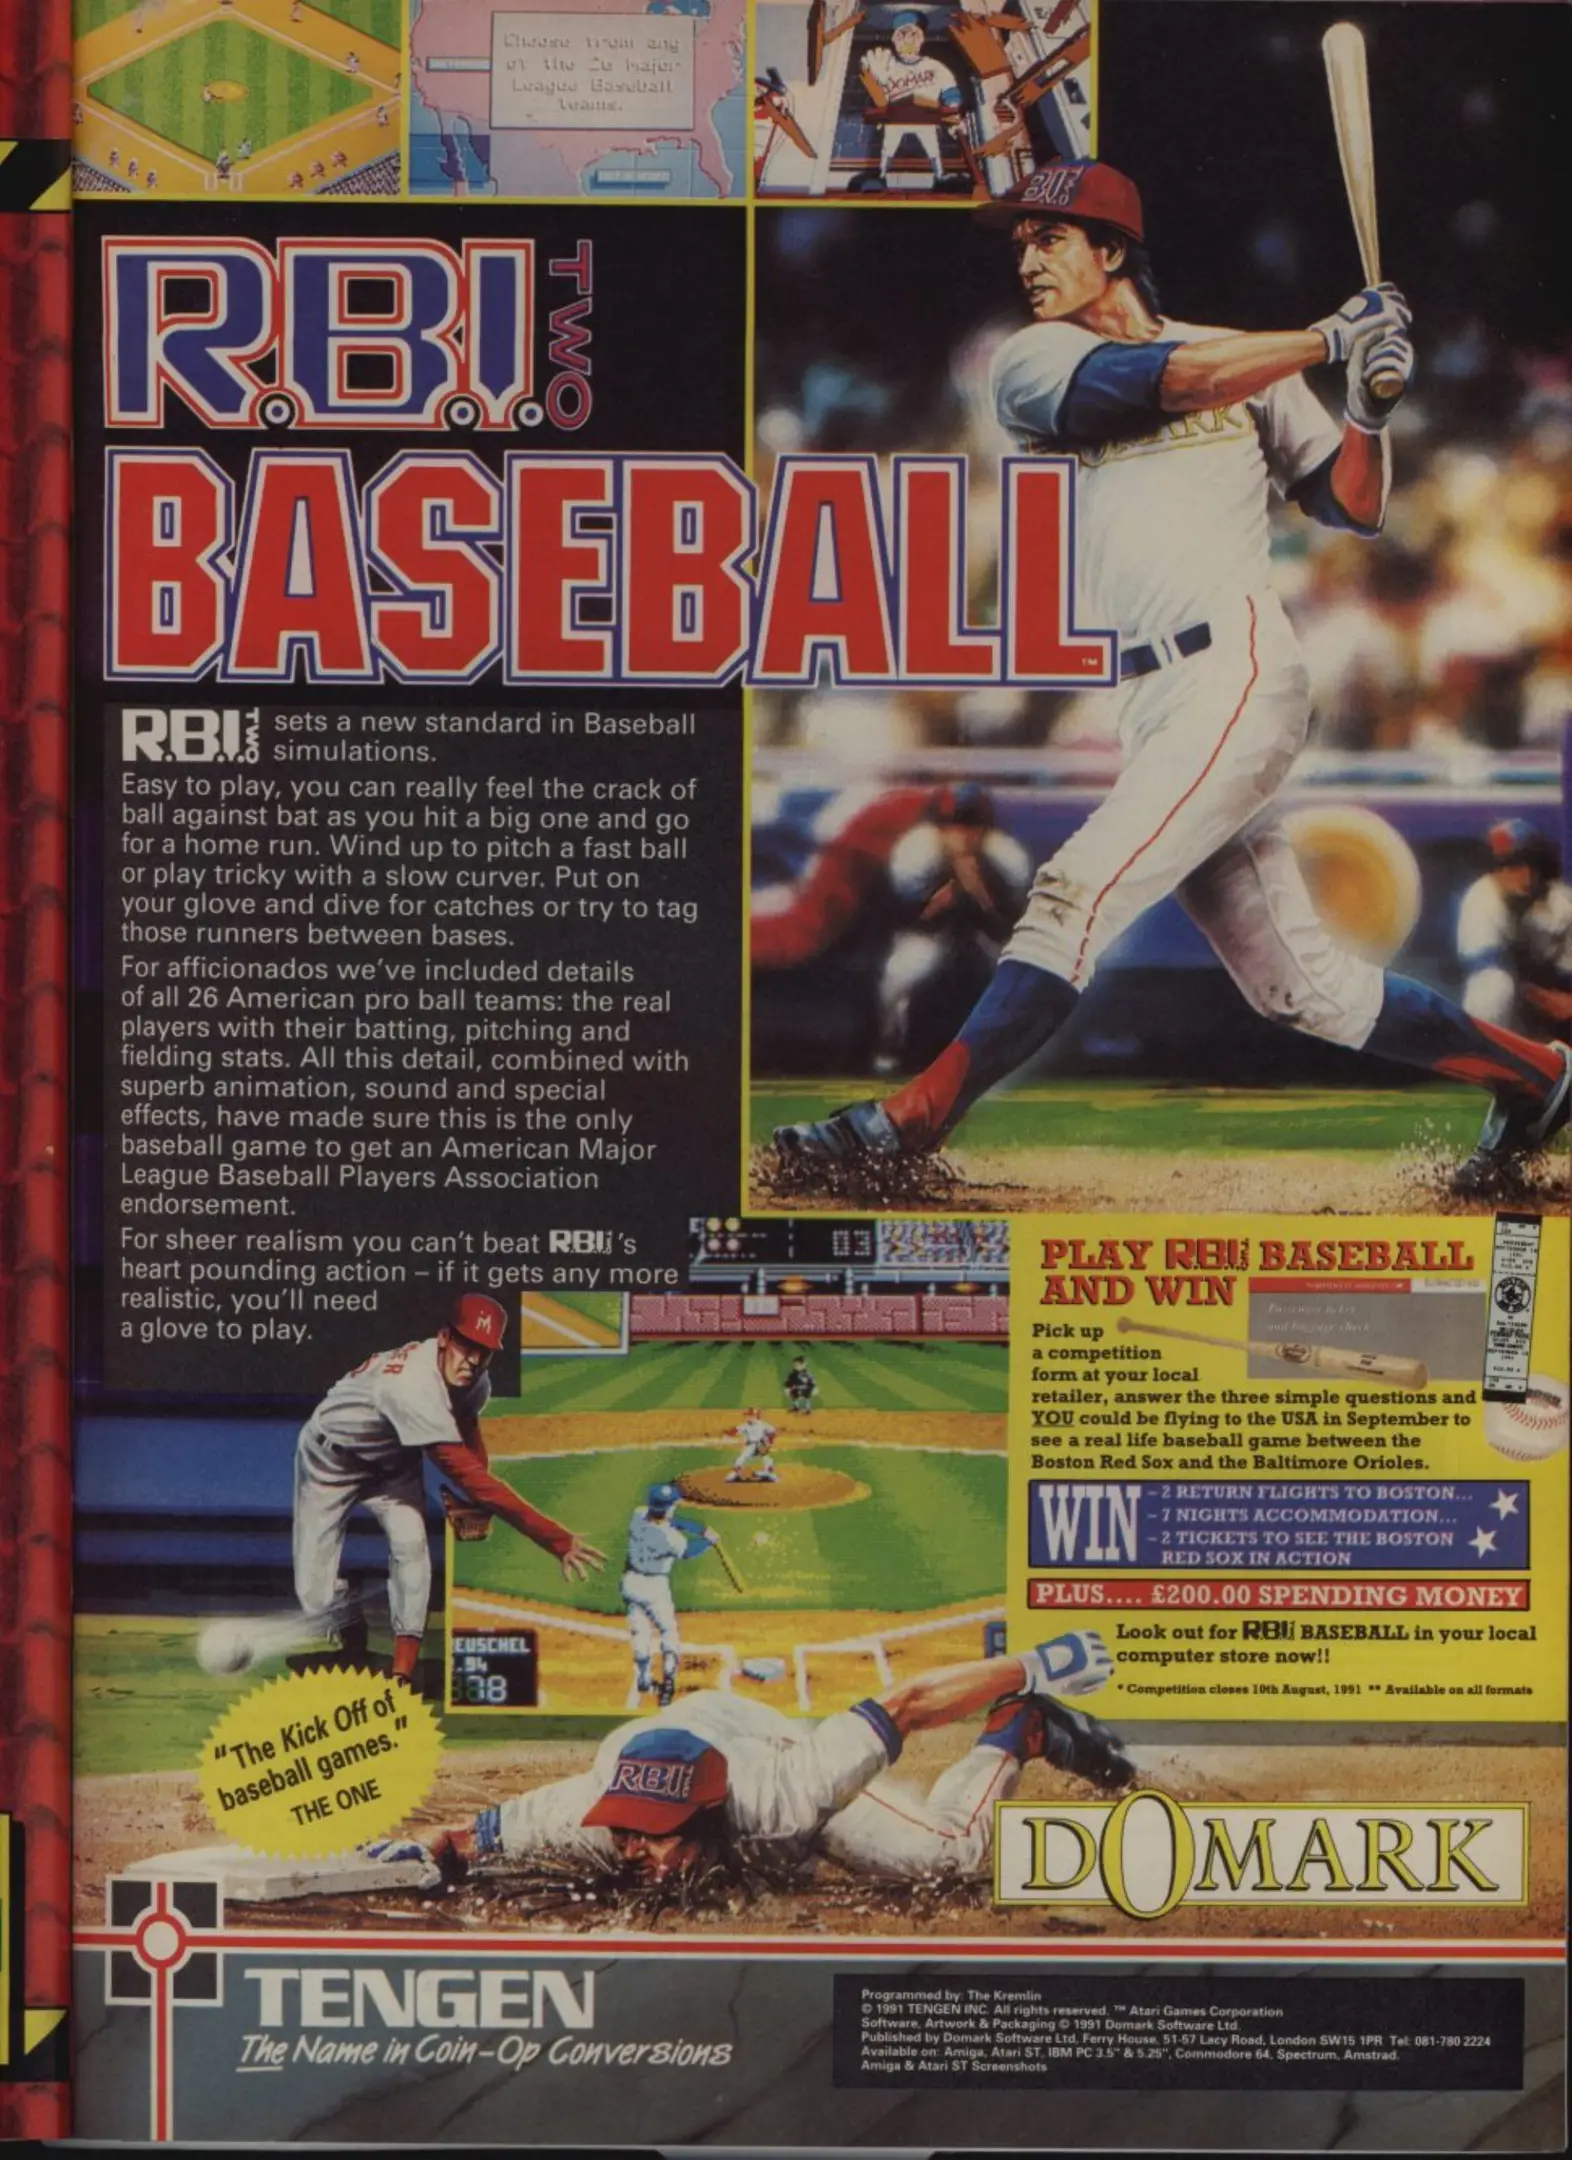 Choose from any
of the 26 Major
League Baseball
teams.
DOMARK
R.B.I.
R.B.I. TWO
BASEBALL™
R.B.I. TWO sets a new standard in Baseball
simulations.
Easy to play, you can really feel the crack of
ball against bat as you hit a big one and go
for a home run. Wind up to pitch a fast ball
or play tricky with a slow curver. Put on
your glove and dive for catches or try to tag
those runners between bases.
For afficionados we've included details
of all 26 American pro ball teams: the real
players with their batting, pitching and
fielding stats. All this detail, combined with
superb animation, sound and special
effects, have made sure this is the only
baseball game to get an American Major
League Baseball Players Association
endorsement.
For sheer realism you can't beat R.B.I. TWO's
heart pounding action – if it gets any more
realistic, you'll need
a glove to play.
03
M
EUSCHEL
.94
78
PLAY R.B.I. TWO BASEBALL
AND WIN
Passenger ticket
and baggage check
Pick up
a competition
form at your local
retailer, answer the three simple questions and
YOU could be flying to the USA in September to
see a real life baseball game between the
Boston Red Sox and the Baltimore Orioles.
WIN
– 2 RETURN FLIGHTS TO BOSTON...
– 7 NIGHTS ACCOMMODATION...
– 2 TICKETS TO SEE THE BOSTON
RED SOX IN ACTION
PLUS.... £200.00 SPENDING MONEY
Look out for R.B.I. TWO BASEBALL in your local
computer store now!!
* Competition closes 10th August, 1991 ** Available on all formats
"The Kick Off of
baseball games."
THE ONE
R.B.I. TWO
DOMARK
TENGEN
The Name in Coin-Op Conversions
Programmed by: The Kremlin
© 1991 TENGEN INC. All rights reserved. ™ Atari Games Corporation
Software, Artwork & Packaging © 1991 Domark Software Ltd.
Published by Domark Software Ltd, Ferry House, 51-57 Lacy Road, London SW15 1PR Tel: 081-780 2224
Available on: Amiga, Atari ST, IBM PC 3.5" & 5.25", Commodore 64, Spectrum, Amstrad.
Amiga & Atari ST Screenshots